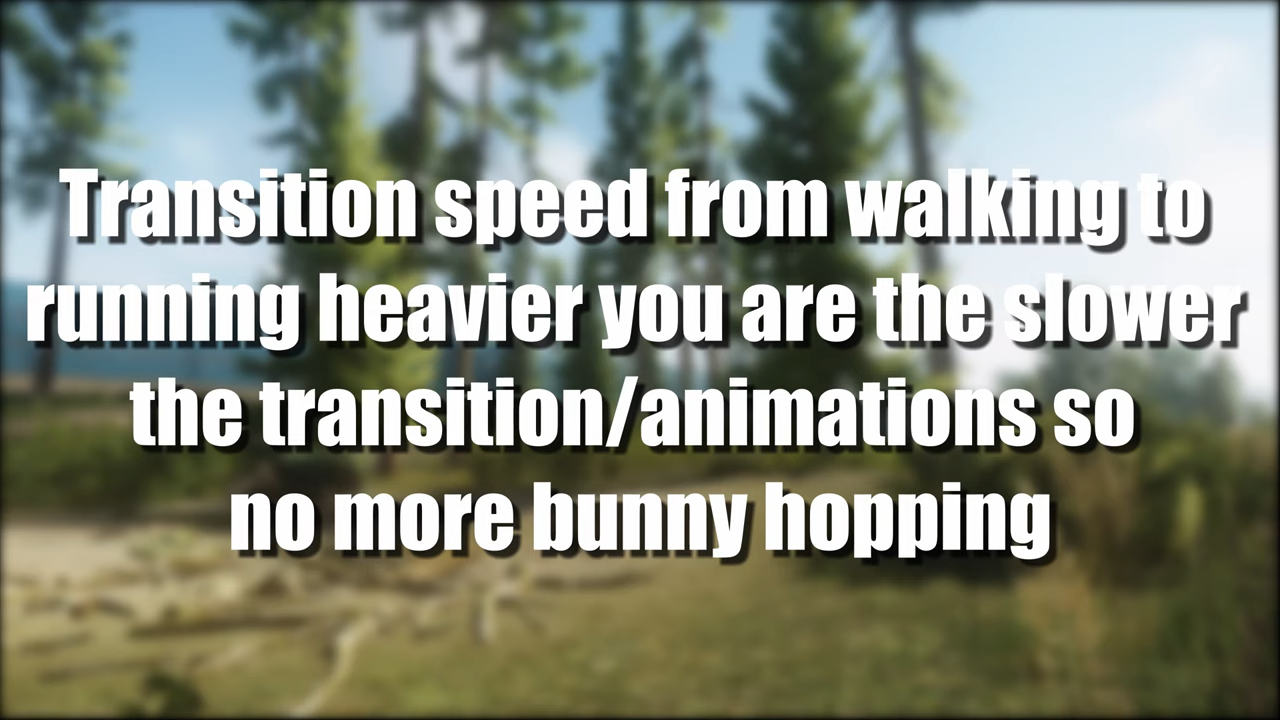 Transition speed from walking to
running heavier you are the slower
the transition/animations so
no more bunny hopping